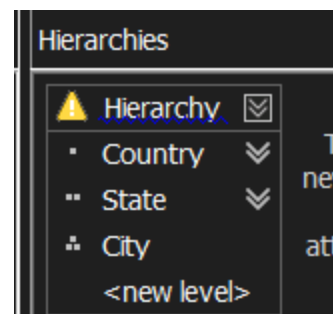 Hierarchies
Hierarchy
Country
State
City
<new level>